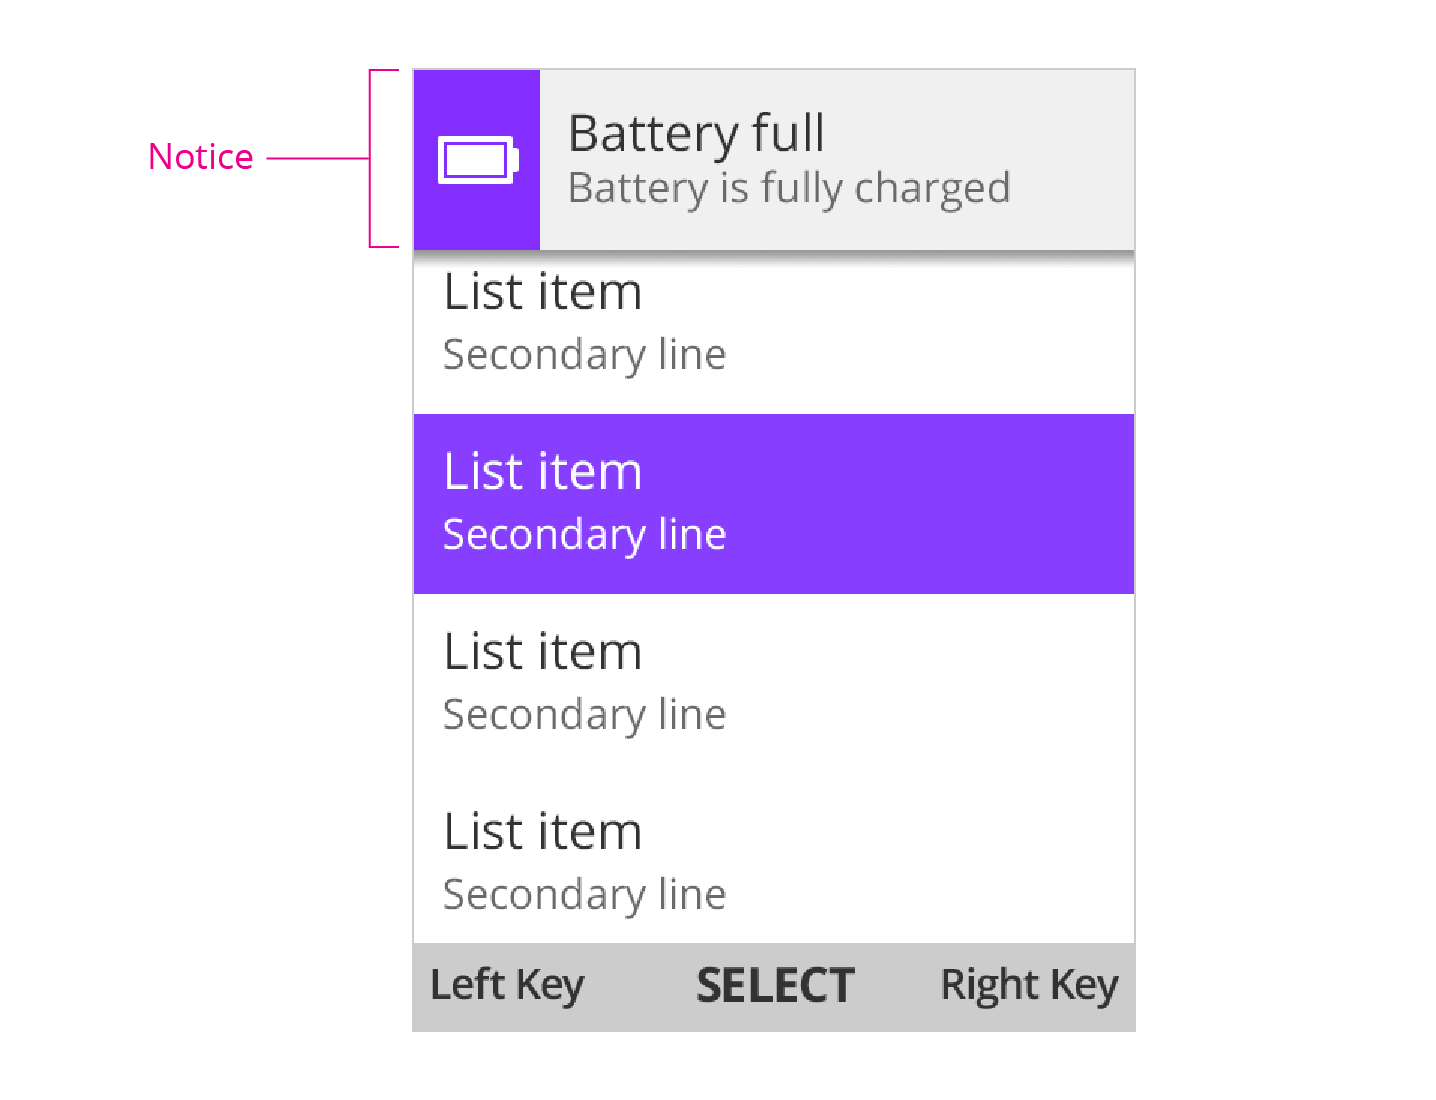 Notice
Battery full
Battery is fully charged
List item
Secondary line
List item
Secondary line
List item
Secondary line
List item
Secondary line
Left Key SELECT Right Key